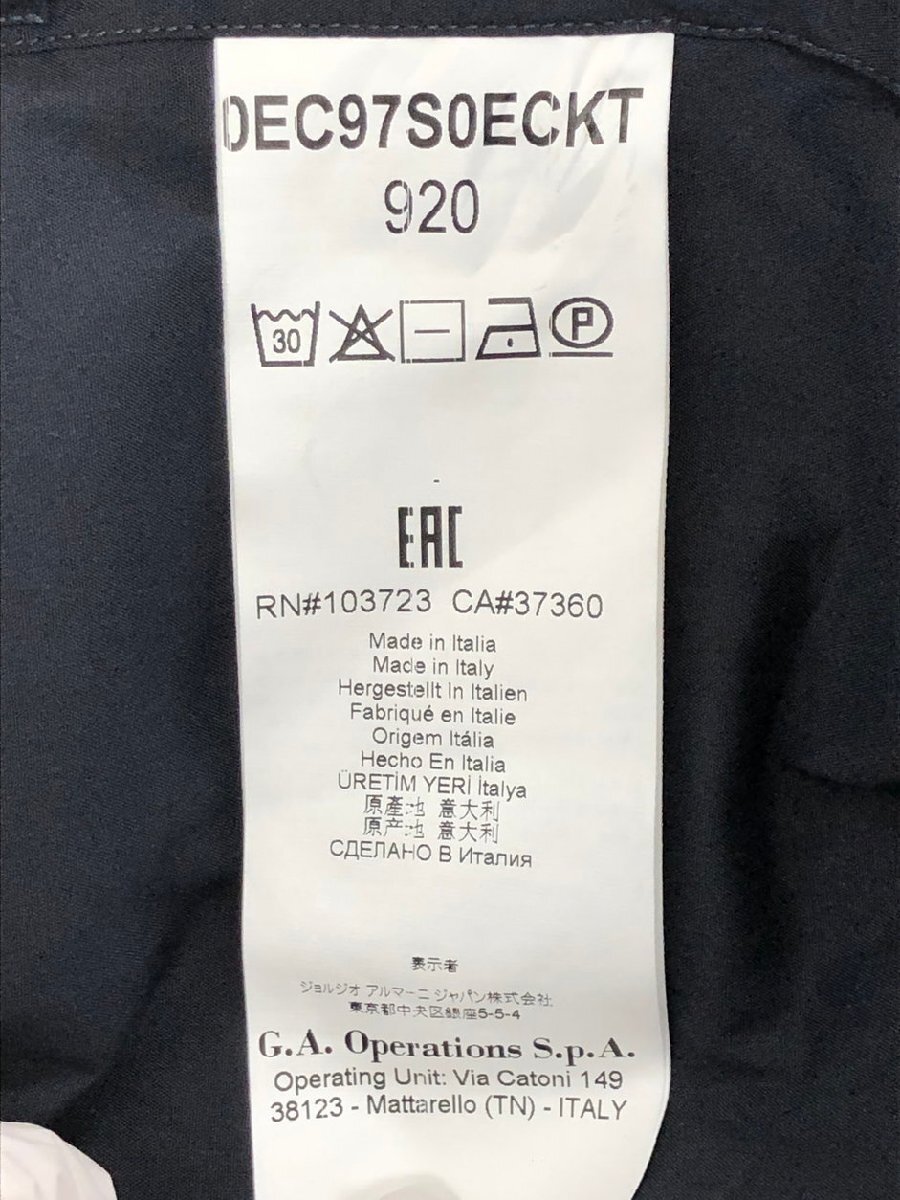 0EC97S0ECKT
920
30 P
EAC
RN#103723 CA#37360
Made in Italia
Made in Italy
Hergestellt in Italien
Fabriqué en Italie
Origem Itália
Hecho En Italia
ÜRETİM YERİ İtalya
原產地 意大利
原产地 意大利
СДЕЛАНО В Италия
表示者
ジョルジオ アルマーニ ジャパン株式会社
東京都中央区銀座5-5-4
G.A. Operations S.p.A.
Operating Unit: Via Catoni 149
38123 - Mattarello (TN) - ITALY